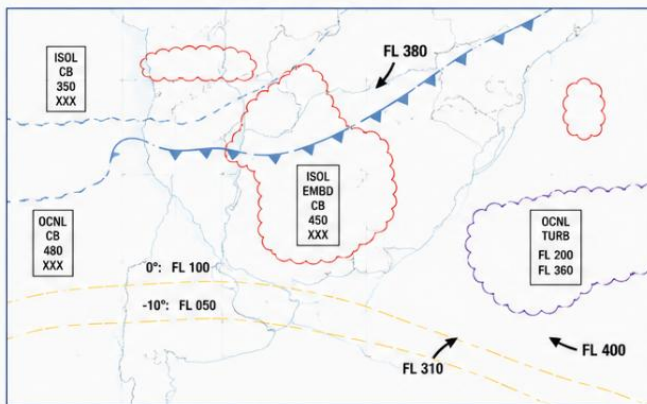 ISOL
CB
350
XXX
FL 380
ISOL
EMBD
CB
450
XXX
OCNL
CB
480
XXX
OCNL
TURB
FL 200
FL 360
0°: FL 100
-10°: FL 050
FL 310
FL 400